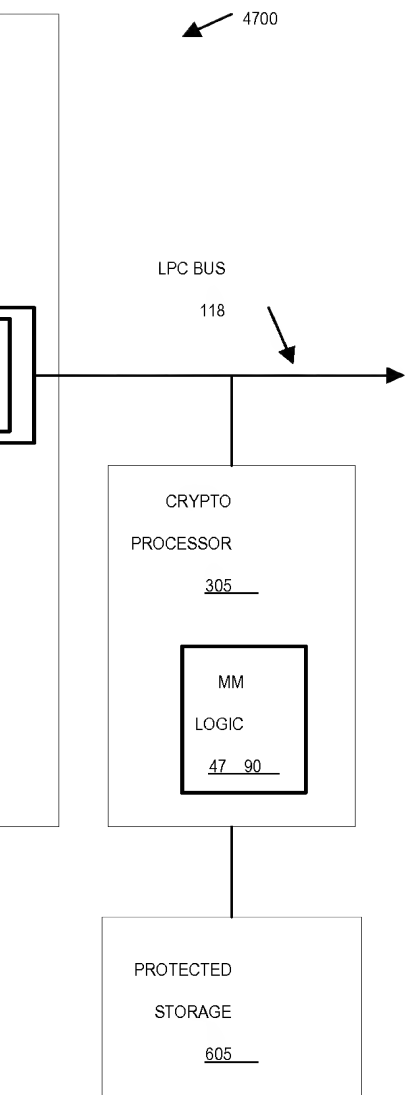 4700
LPC BUS
118
CRYPTO
PROCESSOR
305
MM
LOGIC
47 90
PROTECTED
STORAGE
605